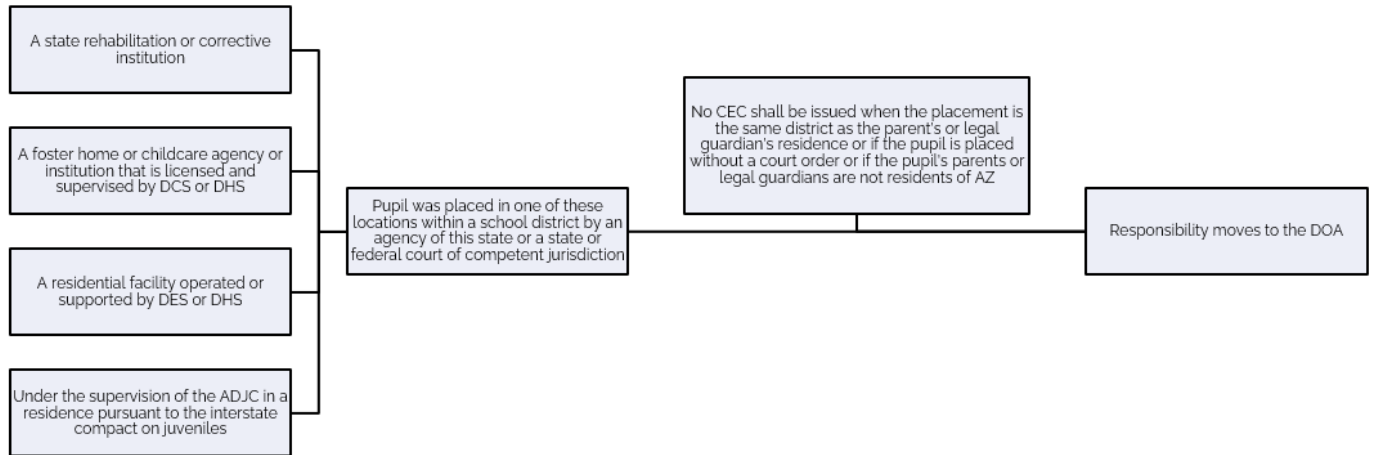 A state rehabilitation or corrective
institution
A foster home or childcare agency or
institution that is licensed and
supervised by DCS or DHS
A residential facility operated or
supported by DES or DHS
Under the supervision of the ADJC in a
residence pursuant to the interstate
compact on juveniles
Pupil was placed in one of these
locations within a school district by an
agency of this state or a state or
federal court of competent jurisdiction
No CEC shall be issued when the placement is
the same district as the parent's or legal
guardian's residence or if the pupil is placed
without a court order or if the pupil's parents or
legal guardians are not residents of AZ
Responsibility moves to the DOA